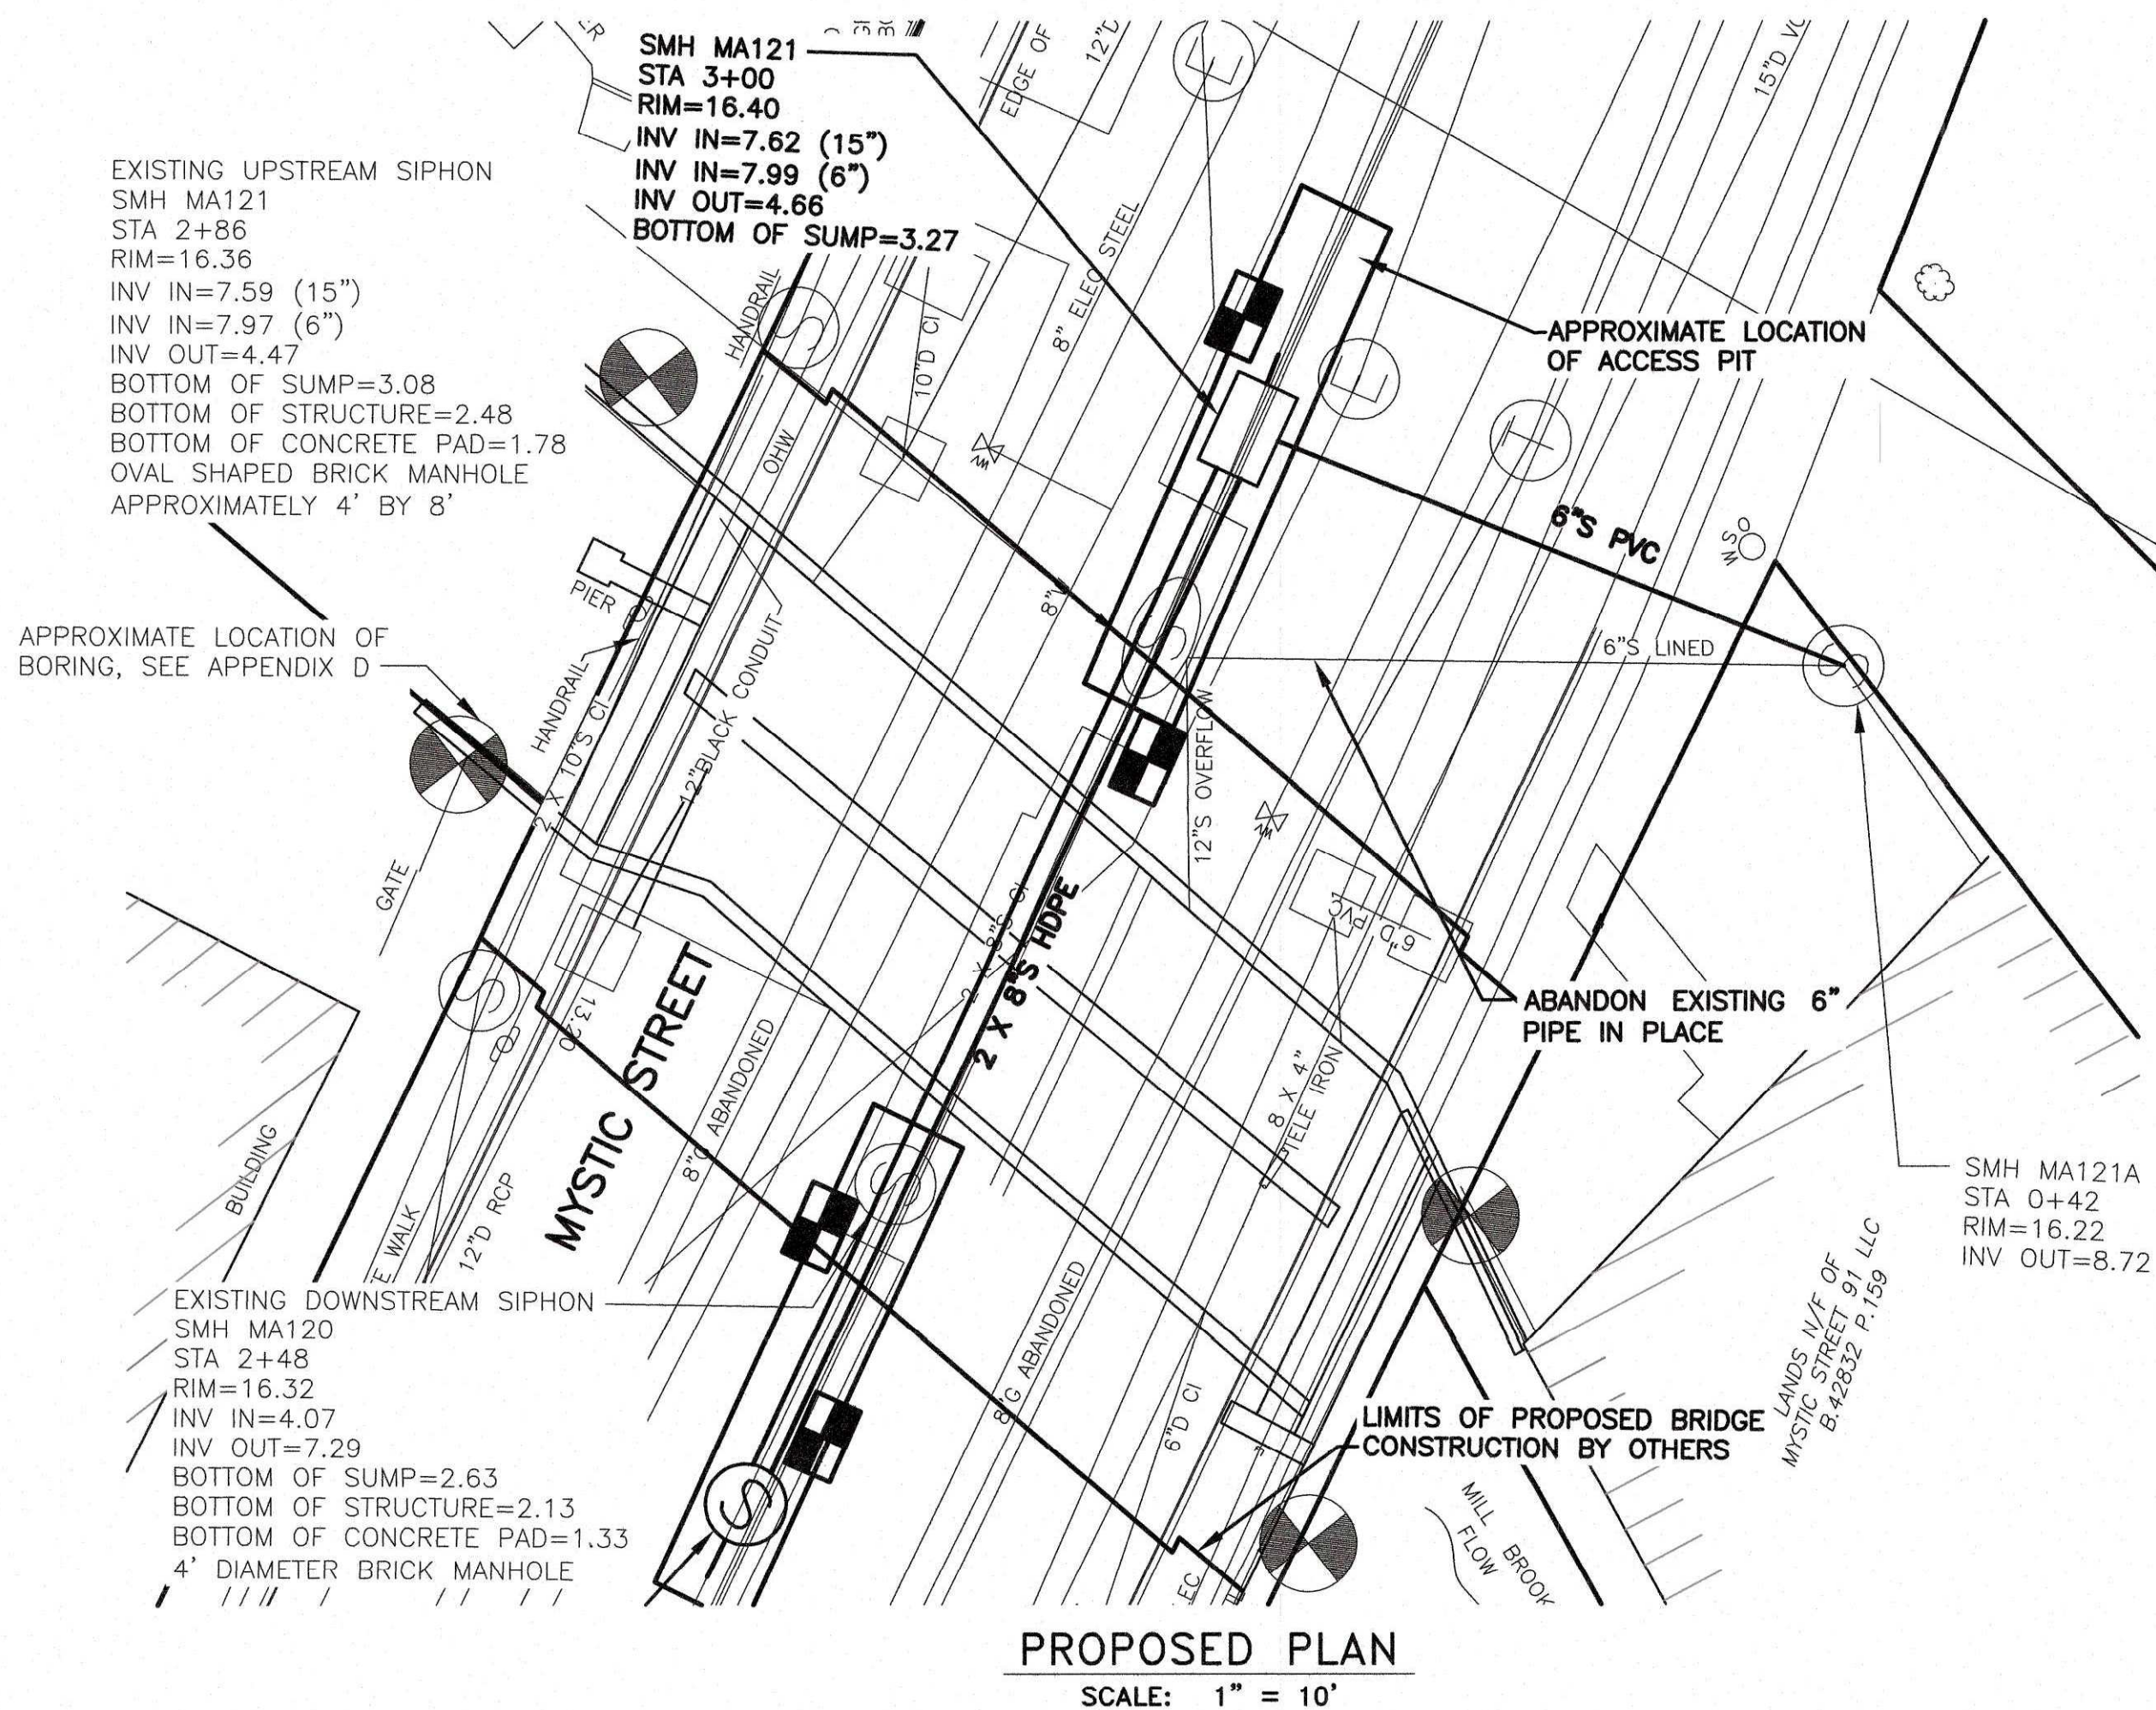 SMH MA121
STA 3+00
RIM=16.40
INV IN=7.62 (15")
INV IN=7.99 (6")
INV OUT=4.66
BOTTOM OF SUMP=3.27
EDGE OF
12"D
15"D VC
EXISTING UPSTREAM SIPHON
SMH MA121
STA 2+86
RIM=16.36
INV IN=7.59 (15")
INV IN=7.97 (6")
INV OUT=4.47
BOTTOM OF SUMP=3.08
BOTTOM OF STRUCTURE=2.48
BOTTOM OF CONCRETE PAD=1.78
OVAL SHAPED BRICK MANHOLE
APPROXIMATELY 4' BY 8'
HANDRAIL
S
10"D CI
8" ELEC STEEL
E
E
T
APPROXIMATE LOCATION
OF ACCESS PIT
OHW
WV
6"S PVC
WSO
PIER
8"
S
6"S LINED
S
APPROXIMATE LOCATION OF
BORING, SEE APPENDIX D
HANDRAIL
2 X 10"S CI
12"BLACK CONDUIT
12"S OVERFLOW
WV
GATE
2 X 8"S CI
2 X 8"S HDPE
6"D PVC
ABANDON EXISTING 6"
PIPE IN PLACE
S
13.20
MYSTIC STREET
8"G ABANDONED
8 X 4"
TELE IRON
BUILDING
E WALK
12"D RCP
S
SMH MA121A
STA 0+42
RIM=16.22
INV OUT=8.72
LANDS N/F OF
MYSTIC STREET 91 LLC
B.42832 P.159
EXISTING DOWNSTREAM SIPHON
SMH MA120
STA 2+48
RIM=16.32
INV IN=4.07
INV OUT=7.29
BOTTOM OF SUMP=2.63
BOTTOM OF STRUCTURE=2.13
BOTTOM OF CONCRETE PAD=1.33
4' DIAMETER BRICK MANHOLE
8"G ABANDONED
6"D CI
LIMITS OF PROPOSED BRIDGE
CONSTRUCTION BY OTHERS
S
EC
MILL BROOK
FLOW
PROPOSED PLAN
SCALE: 1" = 10'